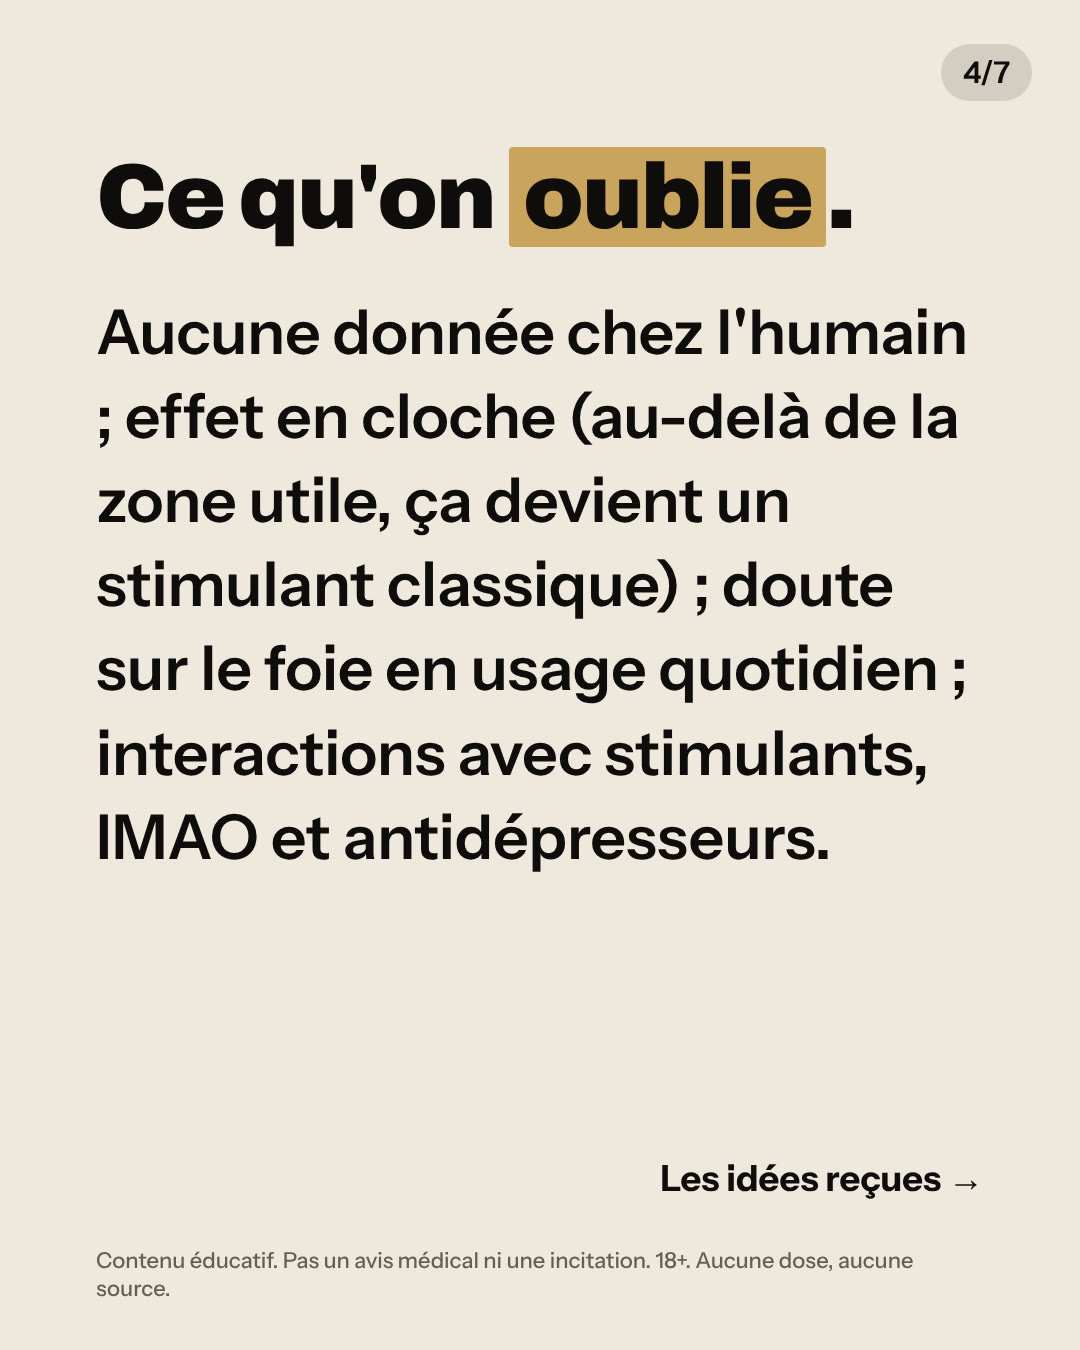 4/7
Ce qu'on oublie.
Aucune donnée chez l'humain
; effet en cloche (au-delà de la
zone utile, ça devient un
stimulant classique) ; doute
sur le foie en usage quotidien ;
interactions avec stimulants,
IMAO et antidépresseurs.
Les idées reçues →
Contenu éducatif. Pas un avis médical ni une incitation. 18+. Aucune dose, aucune
source.